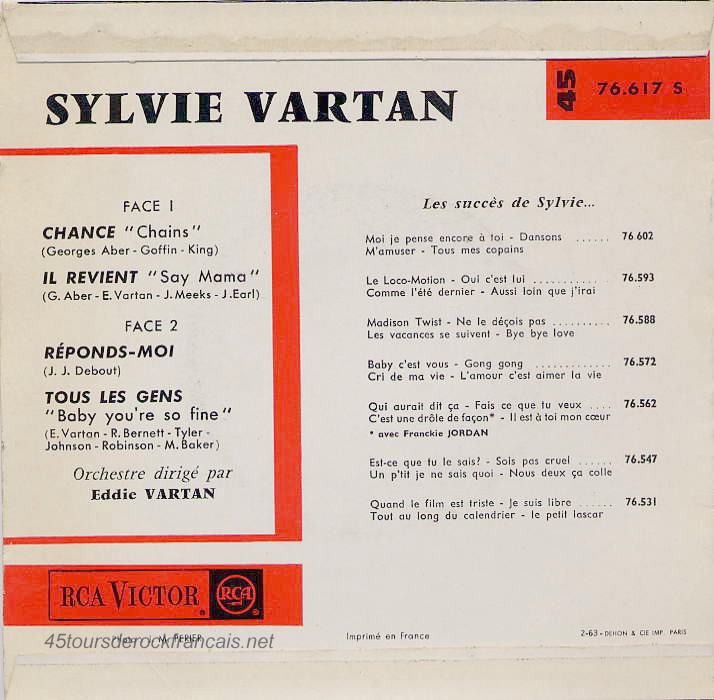 SYLVIE VARTAN
45 76.617 S
FACE 1
CHANCE "Chains"
(Georges Aber - Goffin - King)
IL REVIENT "Say Mama"
(G. Aber - E. Vartan - J. Meeks - J. Earl)
FACE 2
RÉPONDS-MOI
(J. J. Debout)
TOUS LES GENS
"Baby you're so fine"
(E. Vartan - R. Bernett - Tyler -
Johnson - Robinson - M. Baker)
Orchestre dirigé par
Eddie VARTAN
Les succès de Sylvie...
Moi je pense encore à toi - Dansons ...... 76 602
M'amuser - Tous mes copains
Le Loco-Motion - Oui c'est lui ............ 76.593
Comme l'été dernier - Aussi loin que j'irai
Madison Twist - Ne le déçois pas .......... 76.588
Les vacances se suivent - Bye bye love
Baby c'est vous - Gong gong ............. 76.572
Cri de ma vie - L'amour c'est aimer la vie
Qui aurait dit ça - Fais ce que tu veux .... 76.562
C'est une drôle de façon* - Il est à toi mon cœur
* avec Franckie JORDAN
Est-ce que tu le sais? - Sois pas cruel ...... 76.547
Un p'tit je ne sais quoi - Nous deux ça colle
Quand le film est triste - Je suis libre ...... 76.531
Tout au long du calendrier - le petit lascar
RCA VICTOR RCA
Photo : J. M. PERIER
45toursderockfrancais.net
Imprimé en France
2-63 - DEHON & CIE IMP. PARIS